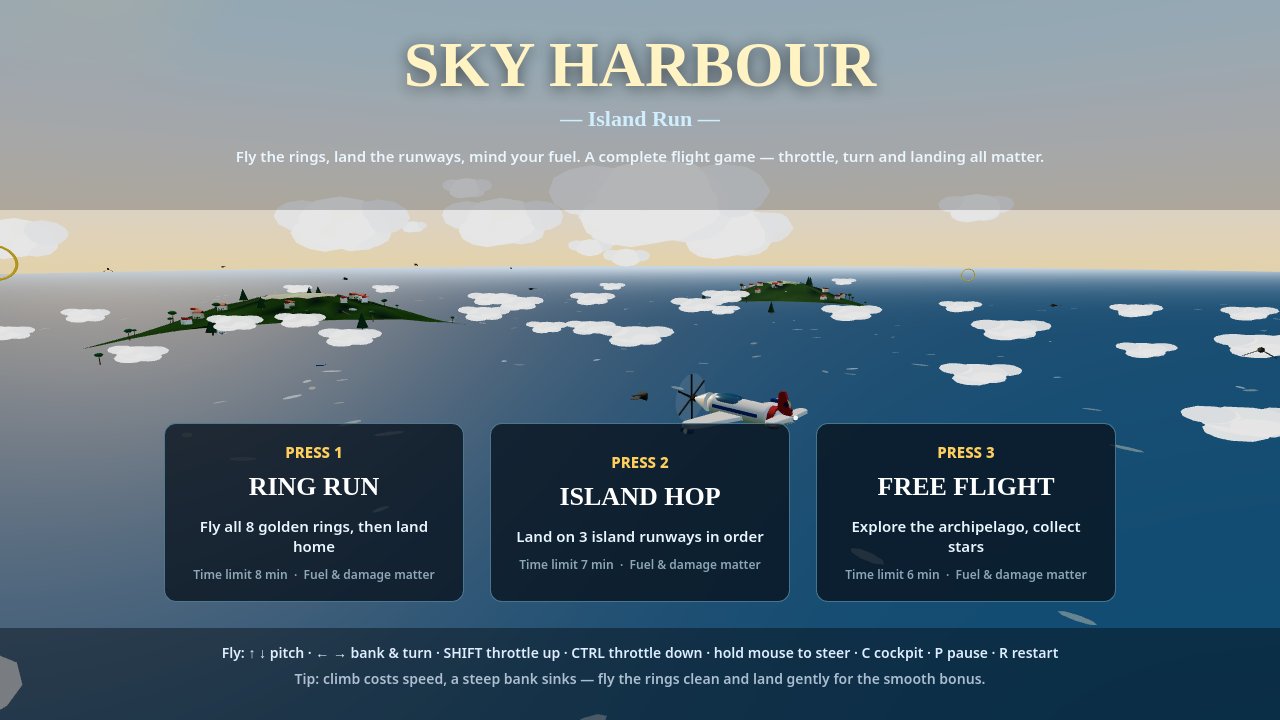 SKY HARBOUR
— Island Run —
Fly the rings, land the runways, mind your fuel. A complete flight game — throttle, turn and landing all matter.
PRESS 1
RING RUN
Fly all 8 golden rings, then land
home
Time limit 8 min · Fuel & damage matter
PRESS 2
ISLAND HOP
Land on 3 island runways in order
Time limit 7 min · Fuel & damage matter
PRESS 3
FREE FLIGHT
Explore the archipelago, collect
stars
Time limit 6 min · Fuel & damage matter
Fly: ↑ ↓ pitch · ← → bank & turn · SHIFT throttle up · CTRL throttle down · hold mouse to steer · C cockpit · P pause · R restart
Tip: climb costs speed, a steep bank sinks — fly the rings clean and land gently for the smooth bonus.